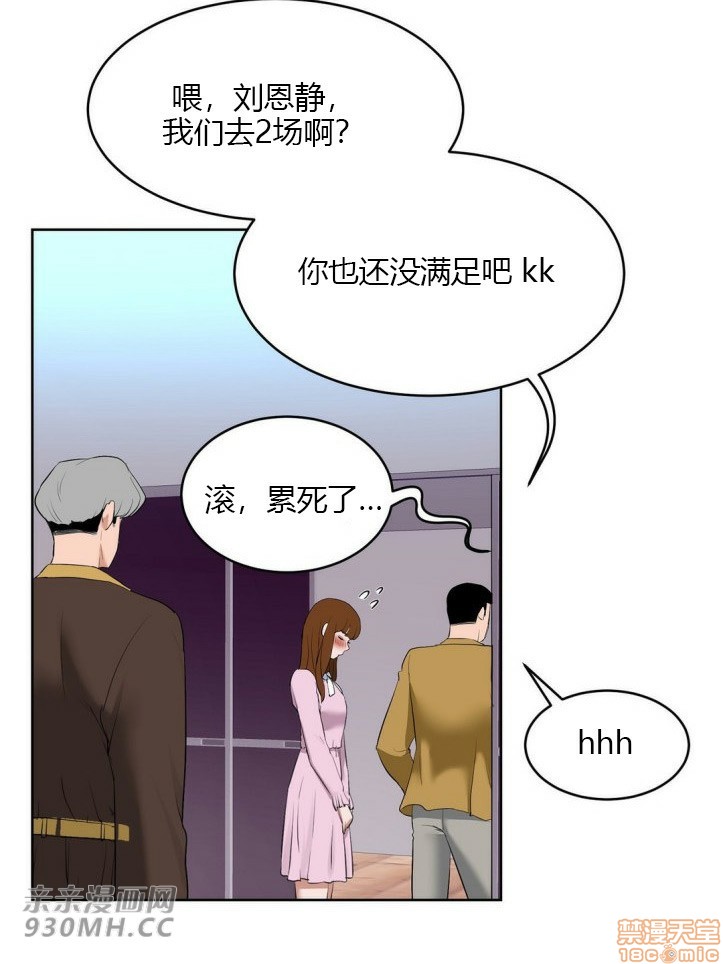 喂，刘恩静，
我们去2场啊?
你也还没满足吧 kk
滚，累死了...
hhh
亲亲漫画网
930MH.CC
禁漫天堂
18COMIC